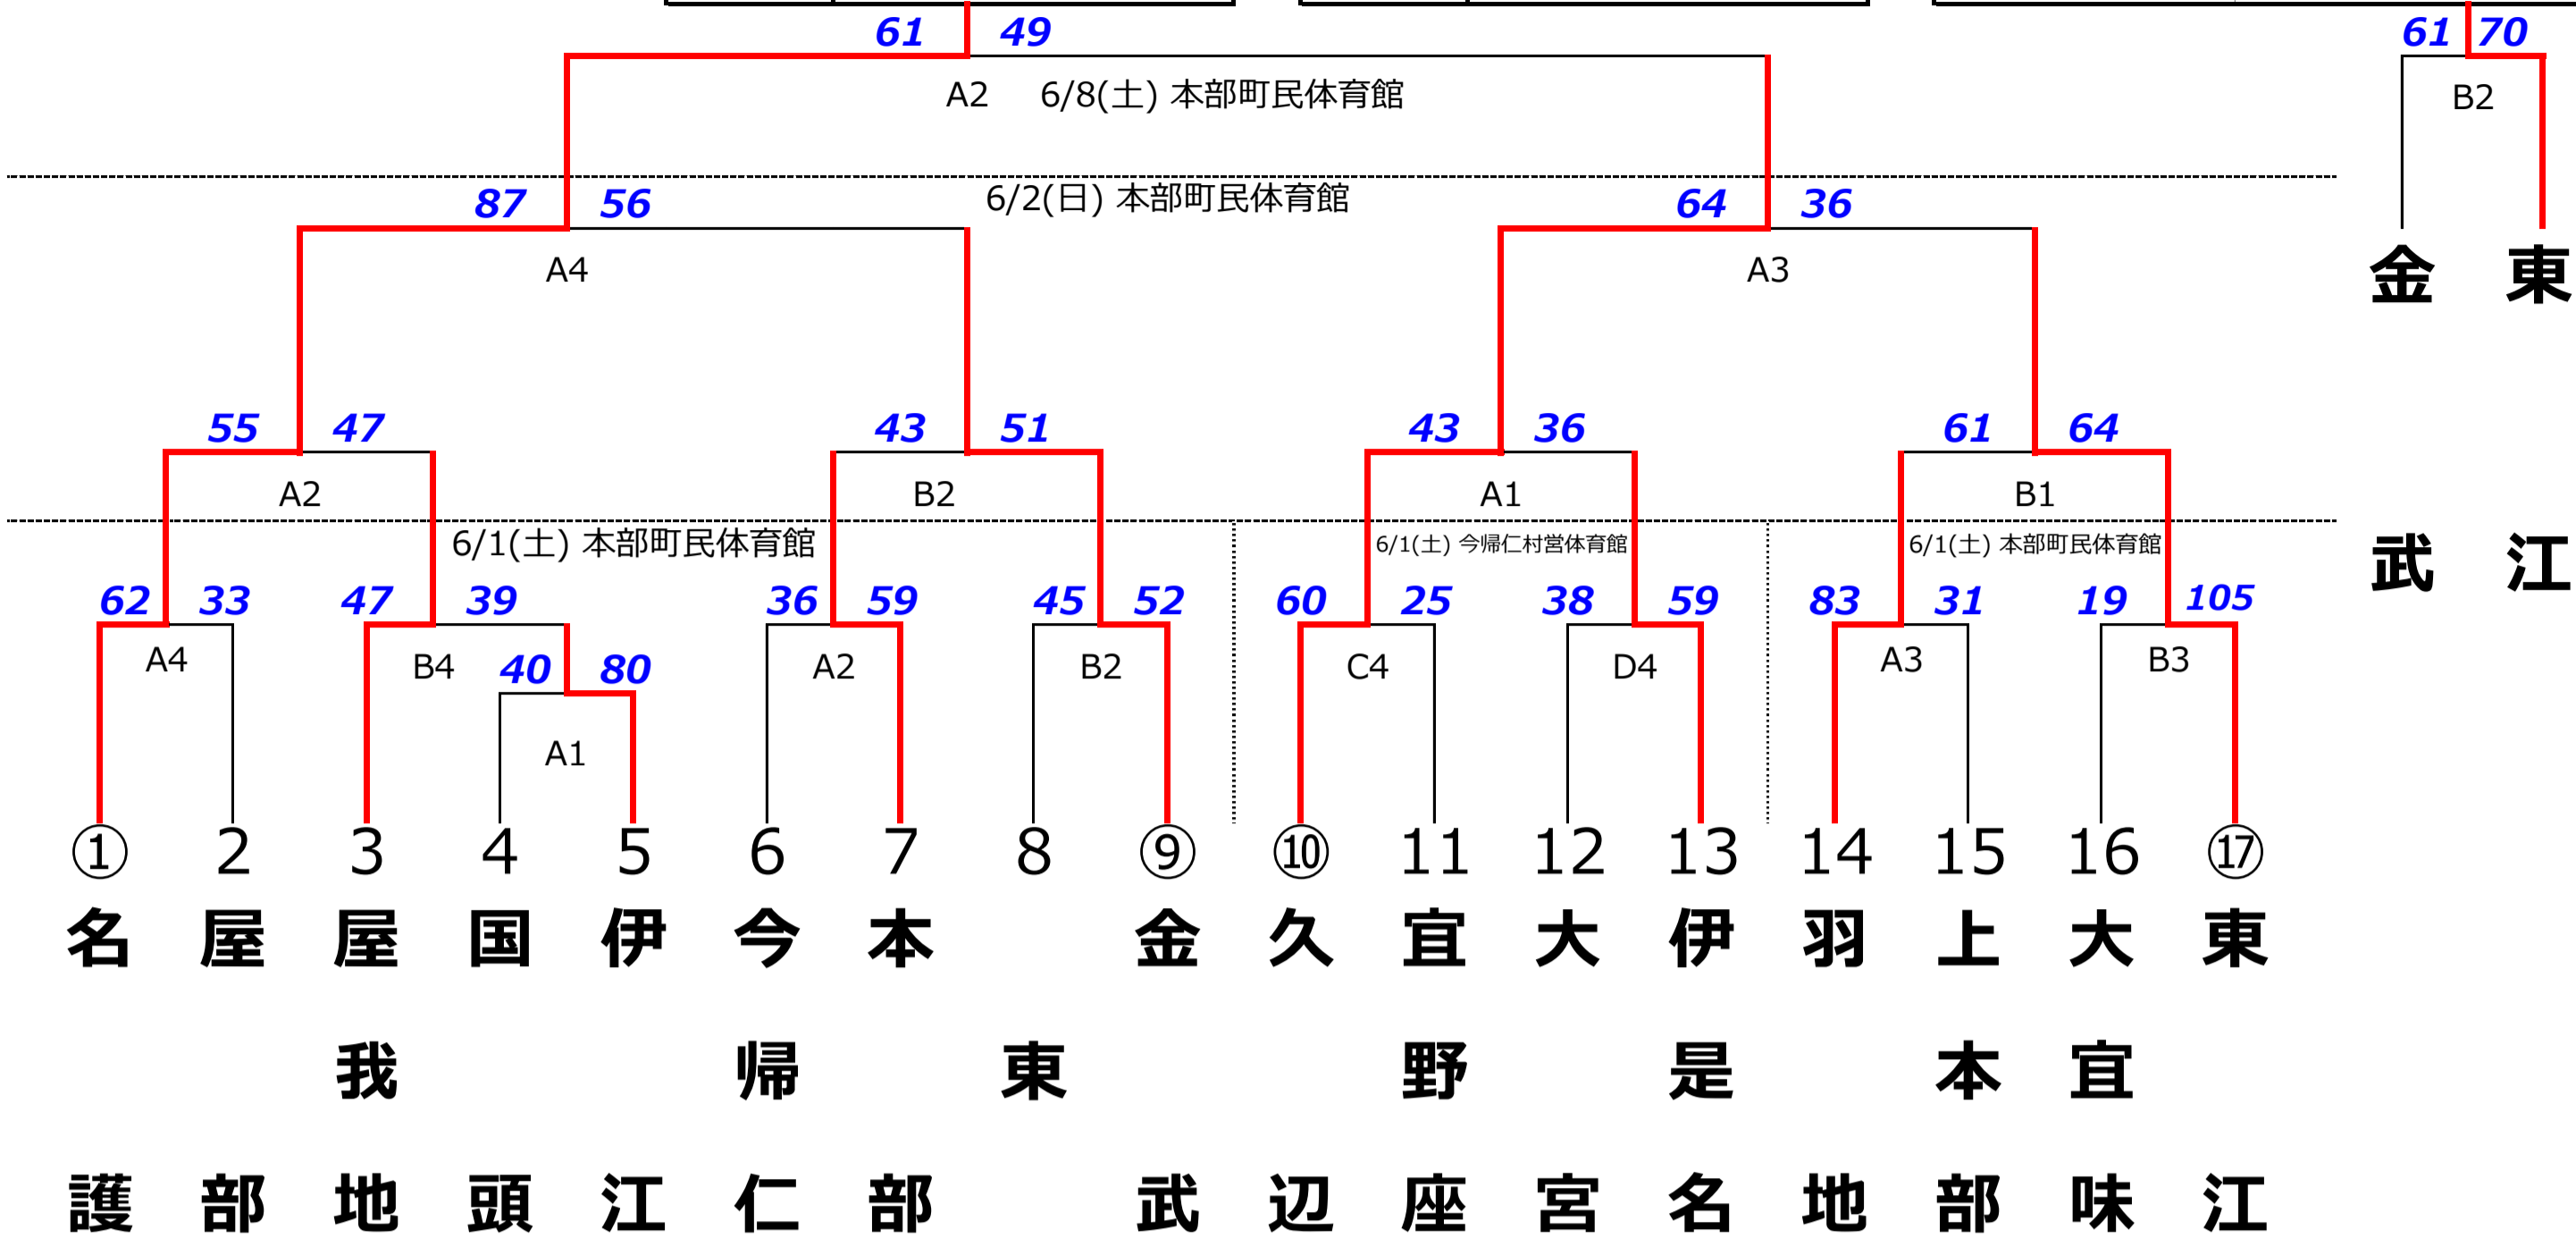 61 49
61 70
A2 6/8(土) 本部町民体育館
B2
6/2(日) 本部町民体育館
87 56
64 36
A4
A3
金武
東江
55 47
43 51
43 36
61 64
A2
B2
A1
B1
6/1(土) 本部町民体育館
6/1(土) 今帰仁村営体育館
6/1(土) 本部町民体育館
62 33
47 39
36 59
45 52
60 25
38 59
83 31
19 105
A4
B4
A2
B2
C4
D4
A3
B3
40 80
A1
① 2 3 4 5 6 7 8 ⑨ ⑩ 11 12 13 14 15 16 ⑰
名護
屋部
屋我地
国頭
伊江
今帰仁
本部
東
金武
久辺
宜野座
大宮
伊是名
羽地
上本部
大宜味
東江